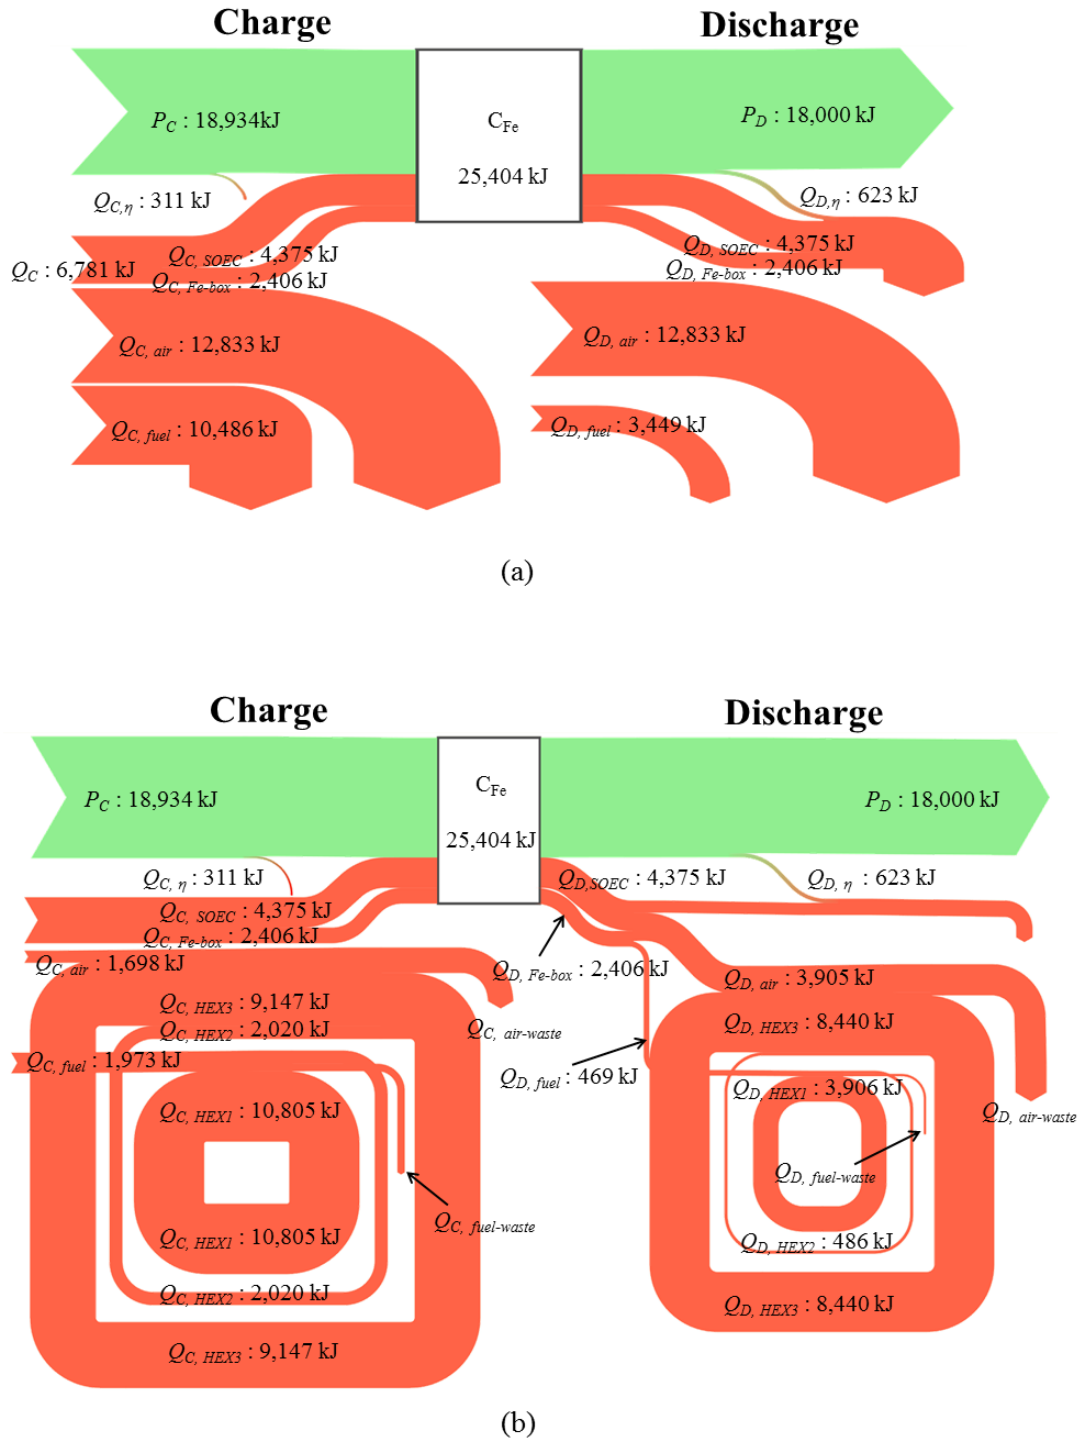 Charge
Discharge
P_C : 18,934kJ
C_Fe
P_D : 18,000 kJ
25,404 kJ
Q_C,η : 311 kJ
Q_D,η : 623 kJ
Q_C, SOEC : 4,375 kJ
Q_D, SOEC : 4,375 kJ
Q_C : 6,781 kJ
Q_C, Fe-box : 2,406 kJ
Q_D, Fe-box : 2,406 kJ
Q_C, air : 12,833 kJ
Q_D, air : 12,833 kJ
Q_C, fuel : 10,486 kJ
Q_D, fuel : 3,449 kJ
(a)
Charge
Discharge
P_C : 18,934 kJ
C_Fe
P_D : 18,000 kJ
25,404 kJ
Q_C, η : 311 kJ
Q_D,SOEC : 4,375 kJ
Q_D, η : 623 kJ
Q_C, SOEC : 4,375 kJ
Q_C, Fe-box : 2,406 kJ
Q_C, air : 1,698 kJ
Q_D, Fe-box : 2,406 kJ
Q_D, air : 3,905 kJ
Q_C, HEX3 : 9,147 kJ
Q_C, HEX2 : 2,020 kJ
Q_C, air-waste
Q_D, HEX3 : 8,440 kJ
Q_C, fuel : 1,973 kJ
Q_D, fuel : 469 kJ
Q_D, HEX1 : 3,906 kJ
Q_C, HEX1 : 10,805 kJ
Q_D, air-waste
Q_D, fuel-waste
Q_C, fuel-waste
Q_C, HEX1 : 10,805 kJ
Q_D, HEX2 : 486 kJ
Q_C, HEX2 : 2,020 kJ
Q_D, HEX3 : 8,440 kJ
Q_C, HEX3 : 9,147 kJ
(b)